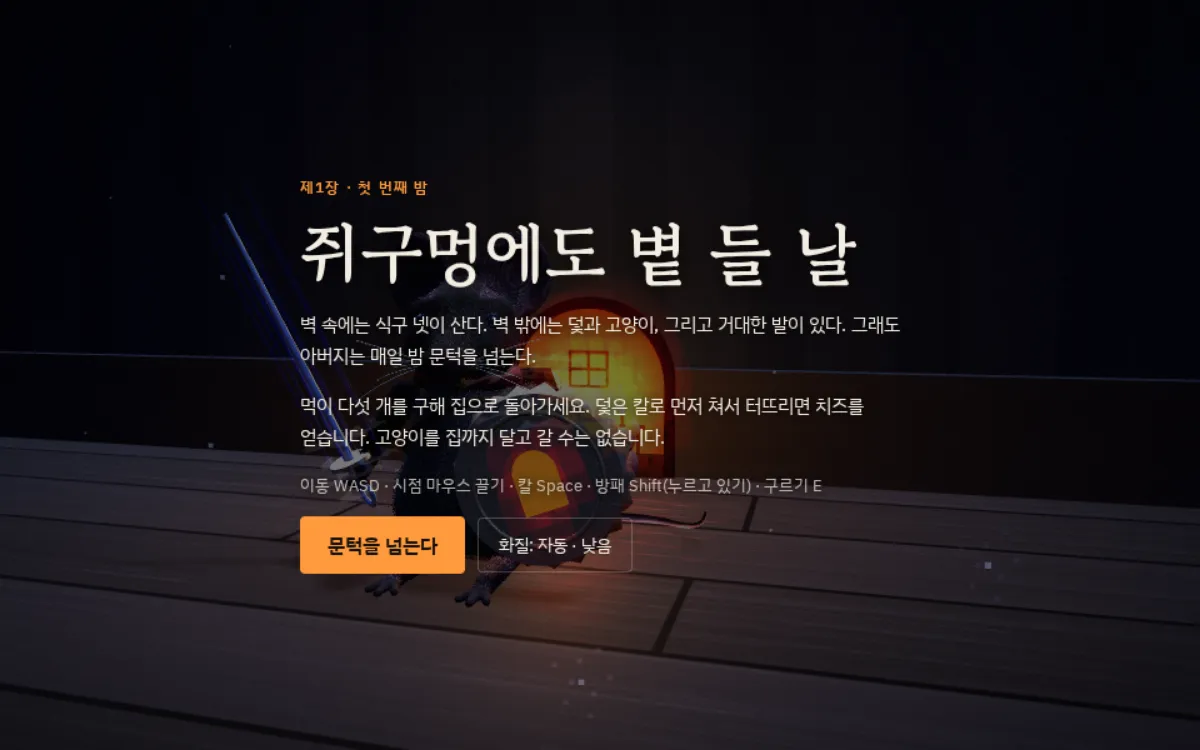 제1장 · 첫 번째 밤
쥐구멍에도 볕 들 날
벽 속에는 식구 넷이 산다. 벽 밖에는 덫과 고양이, 그리고 거대한 발이 있다. 그래도
아버지는 매일 밤 문턱을 넘는다.
먹이 다섯 개를 구해 집으로 돌아가세요. 덫은 칼로 먼저 쳐서 터뜨리면 치즈를
얻습니다. 고양이를 집까지 달고 갈 수는 없습니다.
이동 WASD · 시점 마우스 끌기 · 칼 Space · 방패 Shift(누르고 있기) · 구르기 E
문턱을 넘는다
화질: 자동 · 낮음